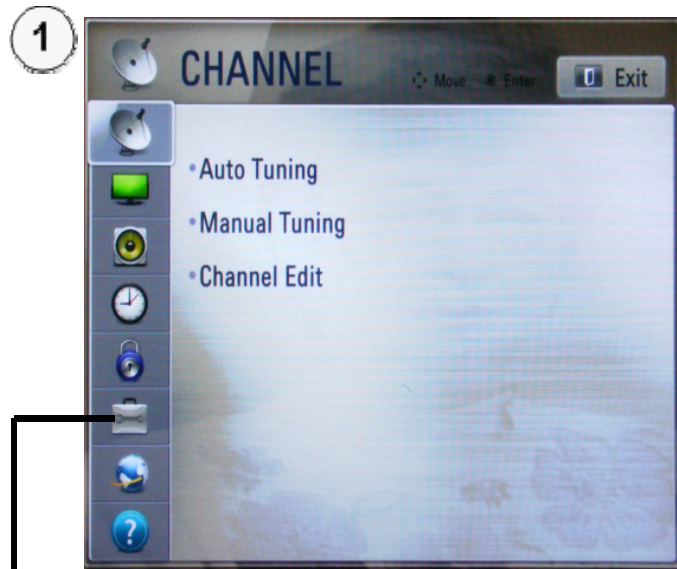 1
CHANNEL
Move Enter
Exit
Auto Tuning
Manual Tuning
Channel Edit
?